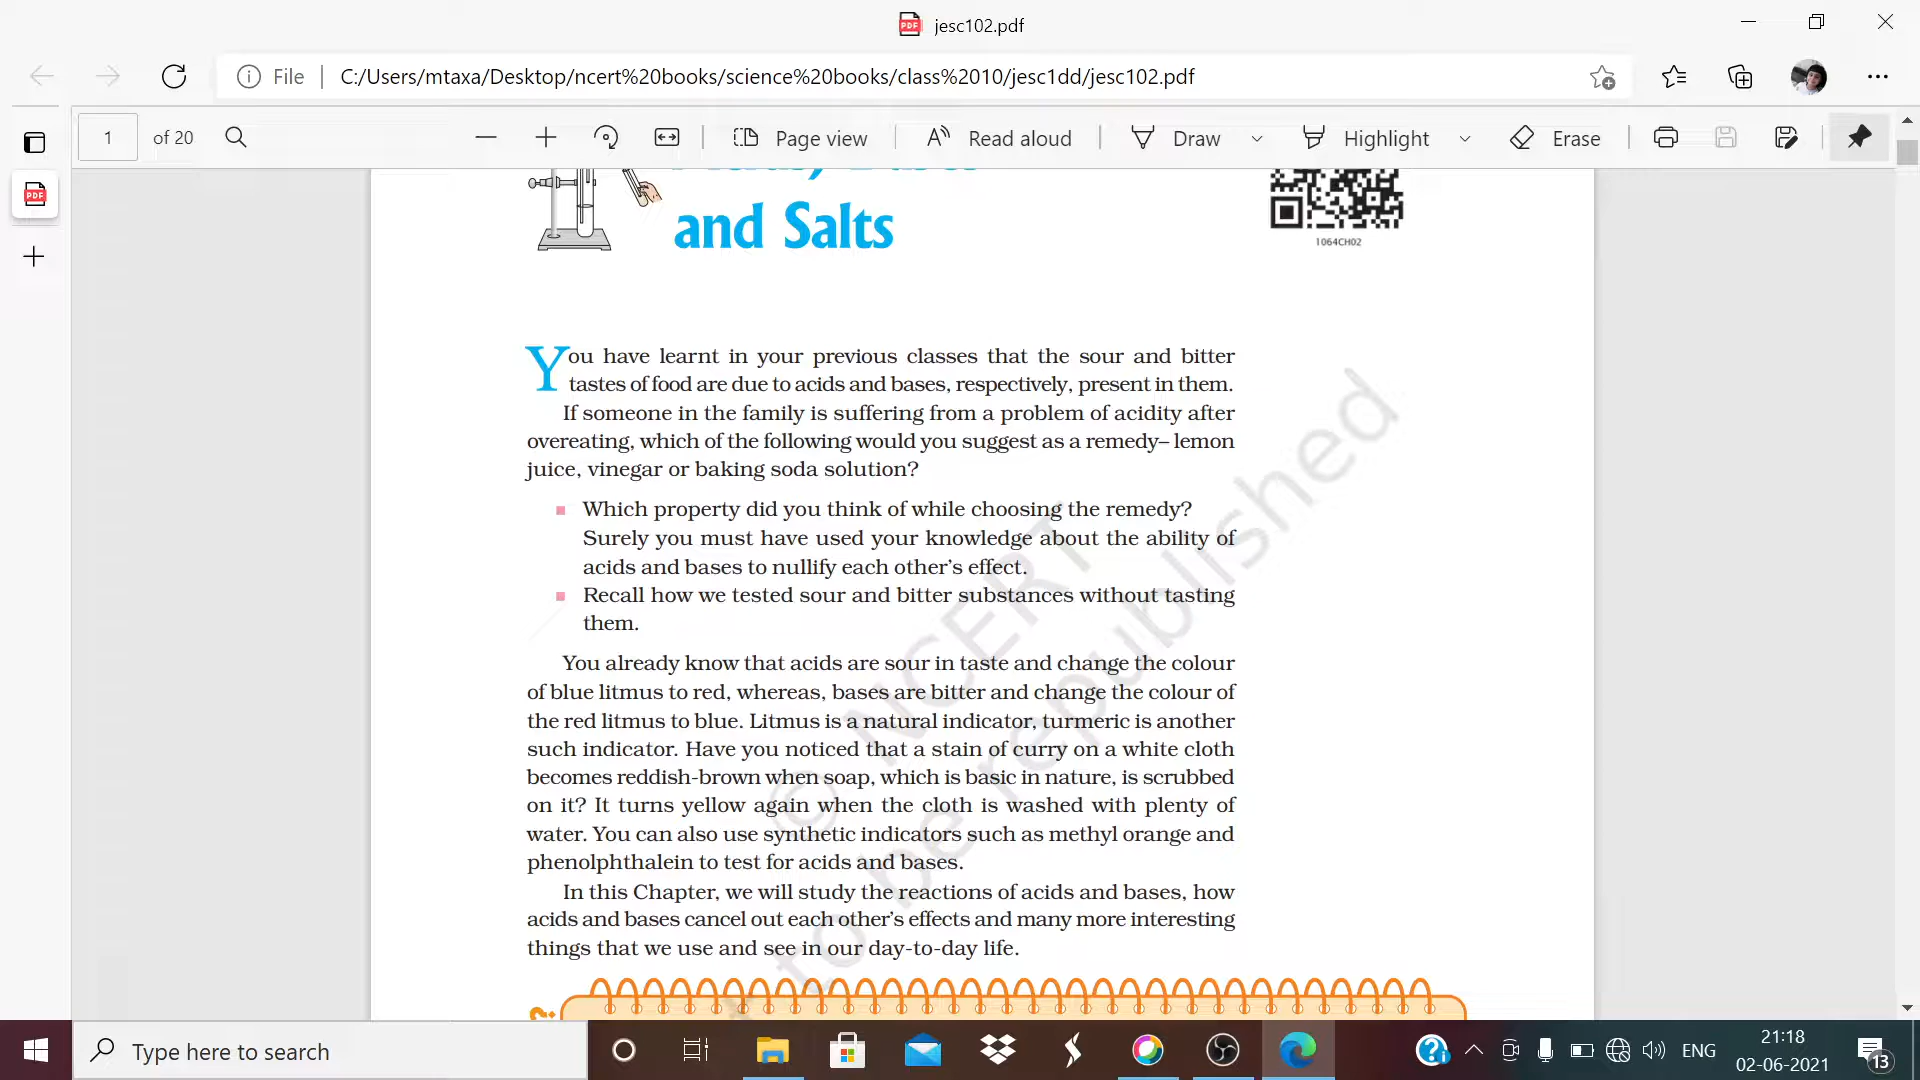 jesc102.pdf
File
C:/Users/mtaxa/Desktop/ncert%20books/science%20books/class%2010/jesc1dd/jesc102.pdf
1 of 20
Page view
Read aloud
Draw
Highlight
Erase
and Salts
1064CH02
You have learnt in your previous classes that the sour and bitter
tastes of food are due to acids and bases, respectively, present in them.
If someone in the family is suffering from a problem of acidity after
overeating, which of the following would you suggest as a remedy– lemon
juice, vinegar or baking soda solution?
Which property did you think of while choosing the remedy?
Surely you must have used your knowledge about the ability of
acids and bases to nullify each other's effect.
Recall how we tested sour and bitter substances without tasting
them.
You already know that acids are sour in taste and change the colour
of blue litmus to red, whereas, bases are bitter and change the colour of
the red litmus to blue. Litmus is a natural indicator, turmeric is another
such indicator. Have you noticed that a stain of curry on a white cloth
becomes reddish-brown when soap, which is basic in nature, is scrubbed
on it? It turns yellow again when the cloth is washed with plenty of
water. You can also use synthetic indicators such as methyl orange and
phenolphthalein to test for acids and bases.
In this Chapter, we will study the reactions of acids and bases, how
acids and bases cancel out each other's effects and many more interesting
things that we use and see in our day-to-day life.
© NCERT
to be republished
Type here to search
ENG
21:18
02-06-2021
13